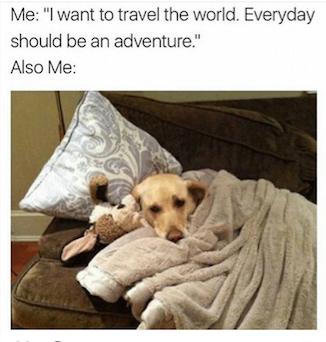 Me: "I want to travel the world. Everyday
should be an adventure."
Also Me: